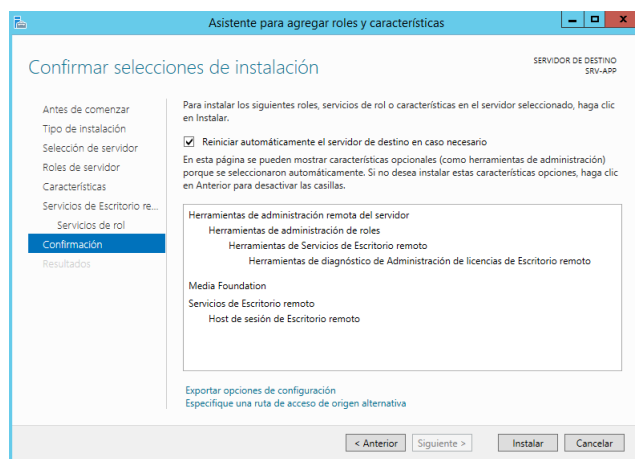 Asistente para agregar roles y características
Confirmar selecciones de instalación
SERVIDOR DE DESTINO
SRV-APP
Antes de comenzar
Tipo de instalación
Selección de servidor
Roles de servidor
Características
Servicios de Escritorio re...
Servicios de rol
Confirmación
Resultados
Para instalar los siguientes roles, servicios de rol o características en el servidor seleccionado, haga clic
en Instalar.
Reiniciar automáticamente el servidor de destino en caso necesario
En esta página se pueden mostrar características opcionales (como herramientas de administración)
porque se seleccionaron automáticamente. Si no desea instalar estas características opciones, haga clic
en Anterior para desactivar las casillas.
Herramientas de administración remota del servidor
Herramientas de administración de roles
Herramientas de Servicios de Escritorio remoto
Herramientas de diagnóstico de Administración de licencias de Escritorio remoto
Media Foundation
Servicios de Escritorio remoto
Host de sesión de Escritorio remoto
Exportar opciones de configuración
Especifique una ruta de acceso de origen alternativa
< Anterior
Siguiente >
Instalar
Cancelar